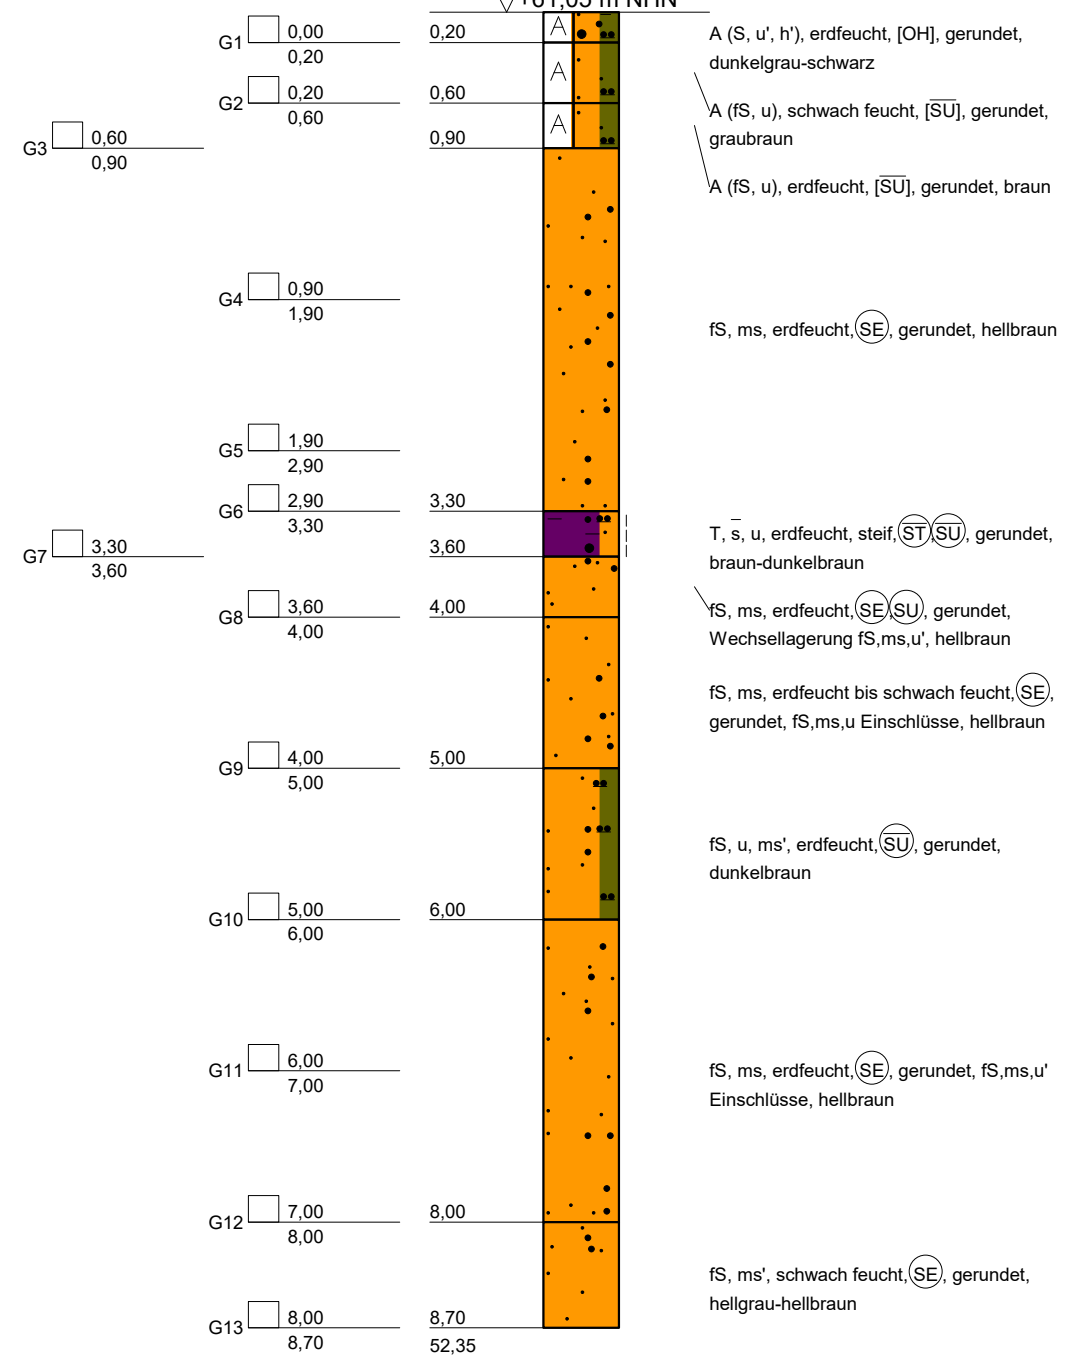 +61,05 m NHN
G1 0,00
0,20
0,20
A
A (S, u', h'), erdfeucht, [OH], gerundet,
dunkelgrau-schwarz
G2 0,20
0,60
0,60
A
A (fS, u), schwach feucht, [S̅U̅], gerundet,
graubraun
G3 0,60
0,90
0,90
A
A (fS, u), erdfeucht, [S̅U̅], gerundet, braun
G4 0,90
1,90
fS, ms, erdfeucht, SE, gerundet, hellbraun
G5 1,90
2,90
G6 2,90
3,30
3,30
G7 3,30
3,60
3,60
T, s̅, u, erdfeucht, steif, S̅T̅, S̅U̅, gerundet,
braun-dunkelbraun
G8 3,60
4,00
4,00
fS, ms, erdfeucht, SE, SU, gerundet,
Wechsellagerung fS,ms,u', hellbraun
fS, ms, erdfeucht bis schwach feucht, SE,
gerundet, fS,ms,u Einschlüsse, hellbraun
G9 4,00
5,00
5,00
fS, u, ms', erdfeucht, S̅U̅, gerundet,
dunkelbraun
G10 5,00
6,00
6,00
G11 6,00
7,00
fS, ms, erdfeucht, SE, gerundet, fS,ms,u'
Einschlüsse, hellbraun
G12 7,00
8,00
8,00
fS, ms', schwach feucht, SE, gerundet,
hellgrau-hellbraun
G13 8,00
8,70
8,70
52,35